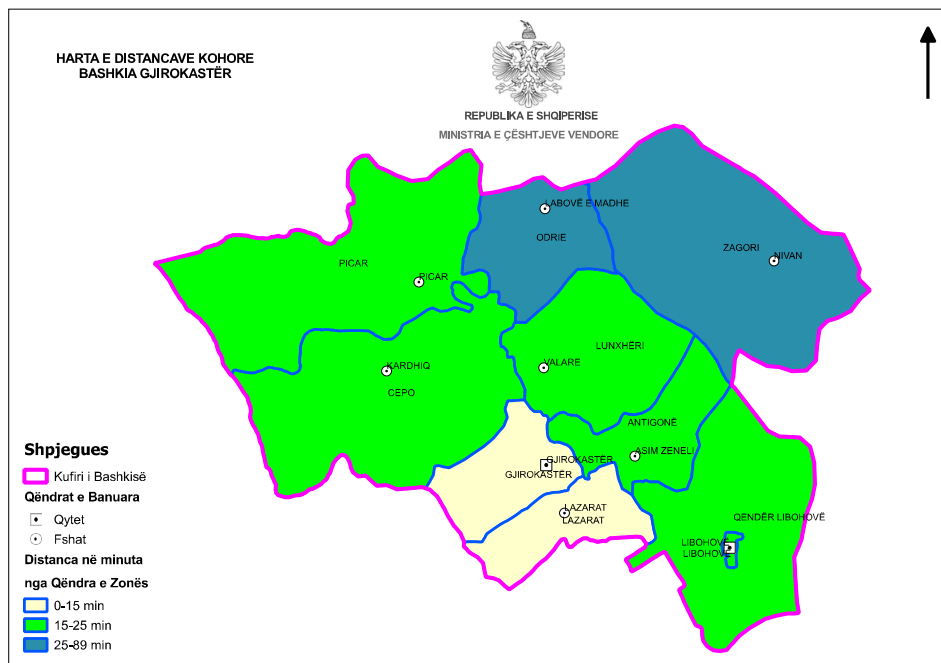 HARTA E DISTANCAVE KOHORE
BASHKIA GJIROKASTËR
REPUBLIKA E SHQIPERISE
MINISTRIA E ÇËSHTJEVE VENDORE
LABOVË E MADHE
ODRIE
ZAGORI
NIVAN
PICAR
PICAR
LUNXHËRI
VALARE
KARDHIQ
CEPO
ANTIGONË
ASIM ZENELI
GJIROKASTËR
GJIROKASTËR
LAZARAT
LAZARAT
QENDËR LIBOHOVË
LIBOHOVË
LIBOHOVË
Shpjegues
Kufiri i Bashkisë
Qëndrat e Banuara
Qytet
Fshat
Distanca në minuta
nga Qëndra e Zonës
0-15 min
15-25 min
25-89 min